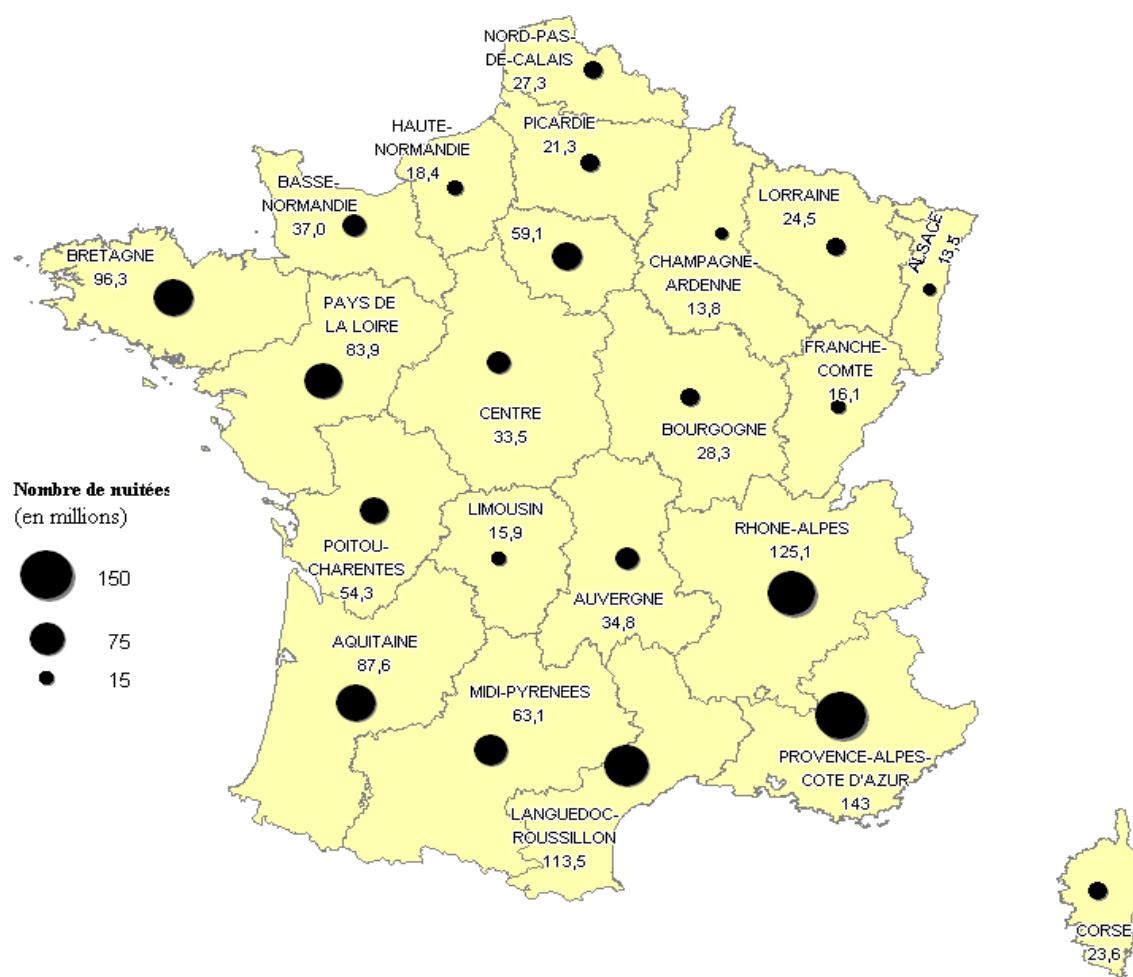 NORD-PAS-
DE-CALAIS
27,3
PICARDIE
21,3
HAUTE-
NORMANDIE
18,4
BASSE-
NORMANDIE
37,0
LORRAINE
24,5
ALSACE
13,5
59,1
BRETAGNE
96,3
CHAMPAGNE-
ARDENNE
13,8
PAYS DE
LA LOIRE
83,9
FRANCHE-
COMTE
16,1
CENTRE
33,5
BOURGOGNE
28,3
Nombre de nuitées
(en millions)
150
75
15
LIMOUSIN
15,9
RHONE-ALPES
125,1
POITOU-
CHARENTES
54,3
AUVERGNE
34,8
AQUITAINE
87,6
MIDI-PYRENEES
63,1
PROVENCE-ALPES-
COTE D'AZUR
143
LANGUEDOC-
ROUSSILLON
113,5
CORSE
23,6